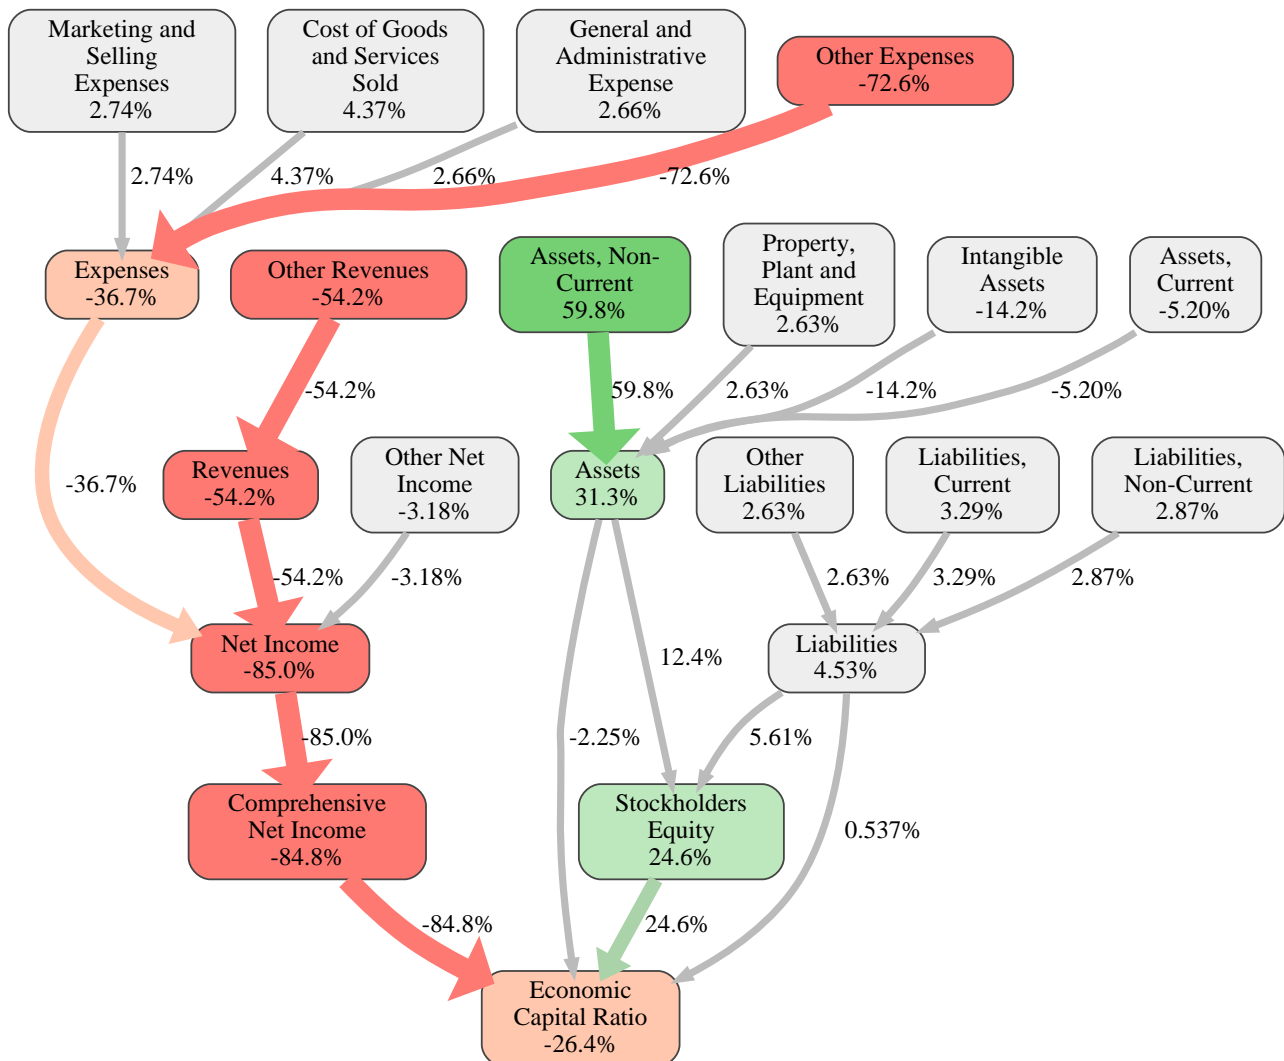 Marketing and
Selling
Expenses
2.74%
Cost of Goods
and Services
Sold
4.37%
General and
Administrative
Expense
2.66%
Other Expenses
-72.6%
2.74%
4.37%
2.66%
-72.6%
Expenses
-36.7%
Other Revenues
-54.2%
Assets, Non-
Current
59.8%
Property,
Plant and
Equipment
2.63%
Intangible
Assets
-14.2%
Assets,
Current
-5.20%
-54.2%
59.8%
2.63%
-14.2%
-5.20%
-36.7%
Revenues
-54.2%
Other Net
Income
-3.18%
Assets
31.3%
Other
Liabilities
2.63%
Liabilities,
Current
3.29%
Liabilities,
Non-Current
2.87%
-54.2%
-3.18%
2.63%
3.29%
2.87%
Net Income
-85.0%
12.4%
Liabilities
4.53%
-85.0%
-2.25%
5.61%
Comprehensive
Net Income
-84.8%
Stockholders
Equity
24.6%
0.537%
-84.8%
24.6%
Economic
Capital Ratio
-26.4%